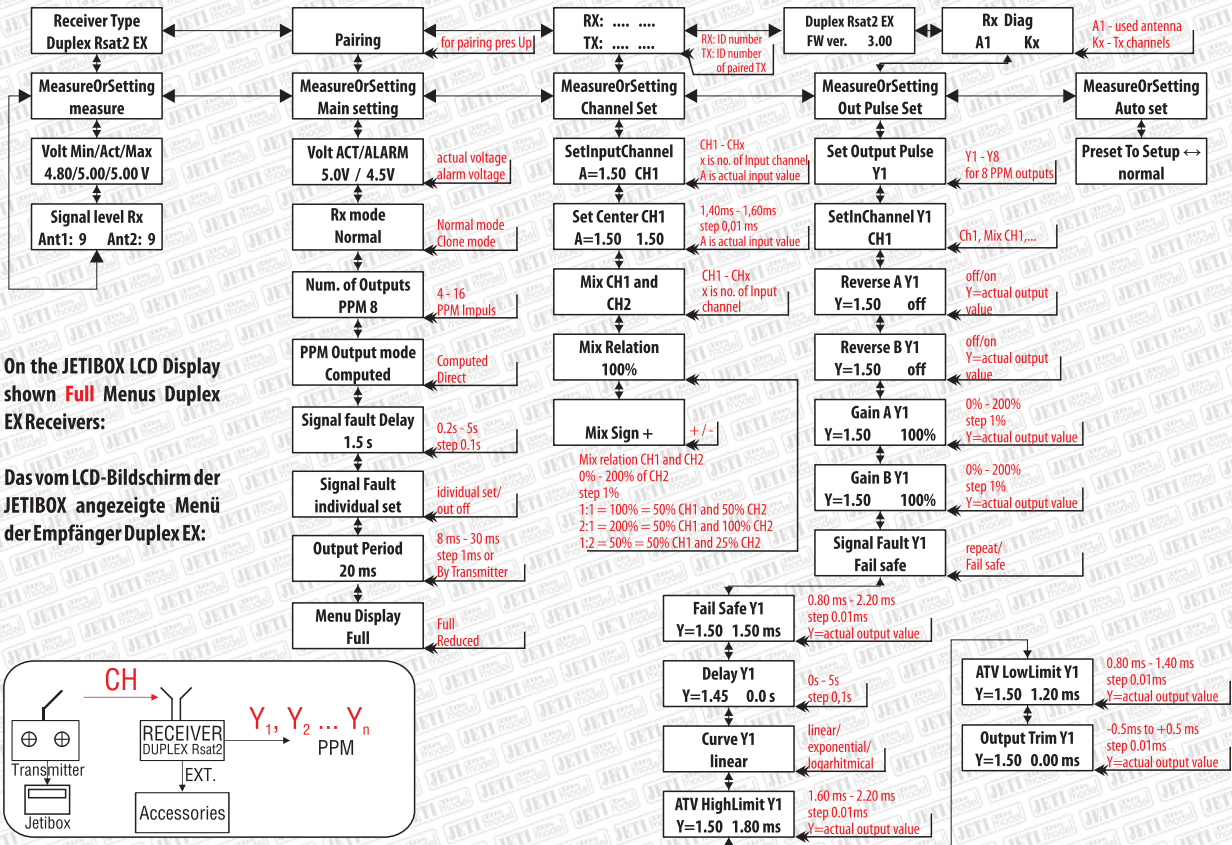 Receiver Type
Duplex Rsat2 EX
Pairing
for pairing pres Up
RX: .... ....
TX: .... ....
RX: ID number
TX: ID number
of paired TX
Duplex Rsat2 EX
FW ver. 3.00
Rx Diag
A1 Kx
A1 - used antenna
Kx - Tx channels
MeasureOrSetting
measure
MeasureOrSetting
Main setting
MeasureOrSetting
Channel Set
MeasureOrSetting
Out Pulse Set
MeasureOrSetting
Auto set
Volt Min/Act/Max
4.80/5.00/5.00 V
Signal level Rx
Ant1: 9 Ant2: 9
Volt ACT/ALARM
5.0V / 4.5V
actual voltage
alarm voltage
Rx mode
Normal
Normal mode
Clone mode
Num. of Outputs
PPM 8
4 - 16
PPM Impuls
PPM Output mode
Computed
Computed
Direct
Signal fault Delay
1.5 s
0.2s - 5s
step 0.1s
Signal Fault
individual set
idividual set/
out off
Output Period
20 ms
8 ms - 30 ms
step 1ms or
By Transmitter
Menu Display
Full
Full
Reduced
SetInputChannel
A=1.50 CH1
CH1 - CHx
x is no. of Input channel
A is actual input value
Set Center CH1
A=1.50 1.50
1,40ms - 1,60ms
step 0,01 ms
A is actual input value
Mix CH1 and
CH2
CH1 - CHx
x is no. of Input
channel
Mix Relation
100%
Mix Sign +
+ / -
Mix relation CH1 and CH2
0% - 200% of CH2
step 1%
1:1 = 100% = 50% CH1 and 50% CH2
2:1 = 200% = 50% CH1 and 100% CH2
1:2 = 50% = 50% CH1 and 25% CH2
Set Output Pulse
Y1
Y1 - Y8
for 8 PPM outputs
SetInChannel Y1
CH1
Ch1, Mix CH1,...
Reverse A Y1
Y=1.50 off
off/on
Y=actual output
value
Reverse B Y1
Y=1.50 off
off/on
Y=actual output
value
Gain A Y1
Y=1.50 100%
0% - 200%
step 1%
Y=actual output value
Gain B Y1
Y=1.50 100%
0% - 200%
step 1%
Y=actual output value
Signal Fault Y1
Fail safe
repeat/
Fail safe
Preset To Setup ↔
normal
Fail Safe Y1
Y=1.50 1.50 ms
0.80 ms - 2.20 ms
step 0.01ms
Y=actual output value
Delay Y1
Y=1.45 0.0 s
0s - 5s
step 0,1s
Curve Y1
linear
linear/
exponential/
logarhitmical
ATV HighLimit Y1
Y=1.50 1.80 ms
1.60 ms - 2.20 ms
step 0.01ms
Y=actual output value
ATV LowLimit Y1
Y=1.50 1.20 ms
0.80 ms - 1.40 ms
step 0.01ms
Y=actual output value
Output Trim Y1
Y=1.50 0.00 ms
-0.5ms to +0.5 ms
step 0.01ms
Y=actual output value
On the JETIBOX LCD Display
shown Full Menus Duplex
EX Receivers:
Das vom LCD-Bildschirm der
JETIBOX angezeigte Menü
der Empfänger Duplex EX:
CH
Transmitter
Jetibox
RECEIVER
DUPLEX Rsat2
EXT.
Accessories
Y1, Y2 ... Yn
PPM
JETI model